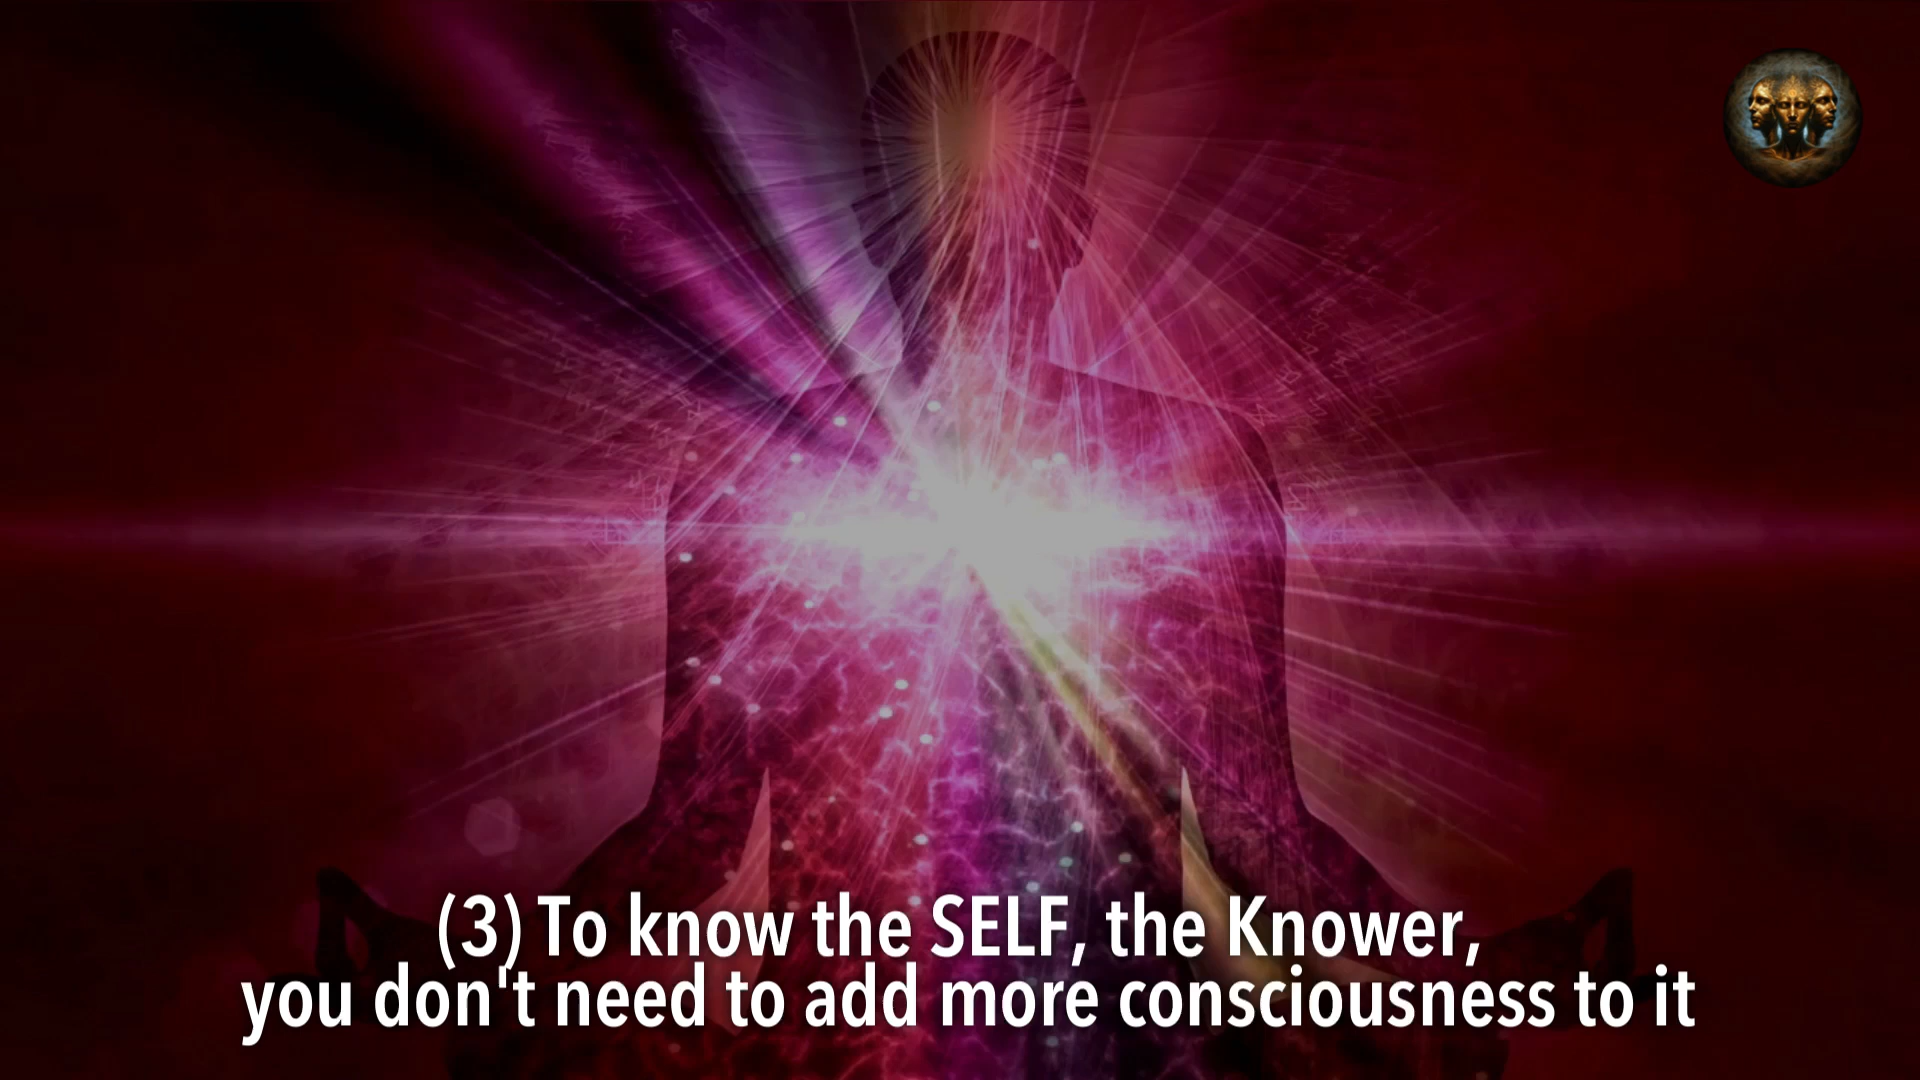 (3) To know the SELF, the Knower,
you don't need to add more consciousness to it